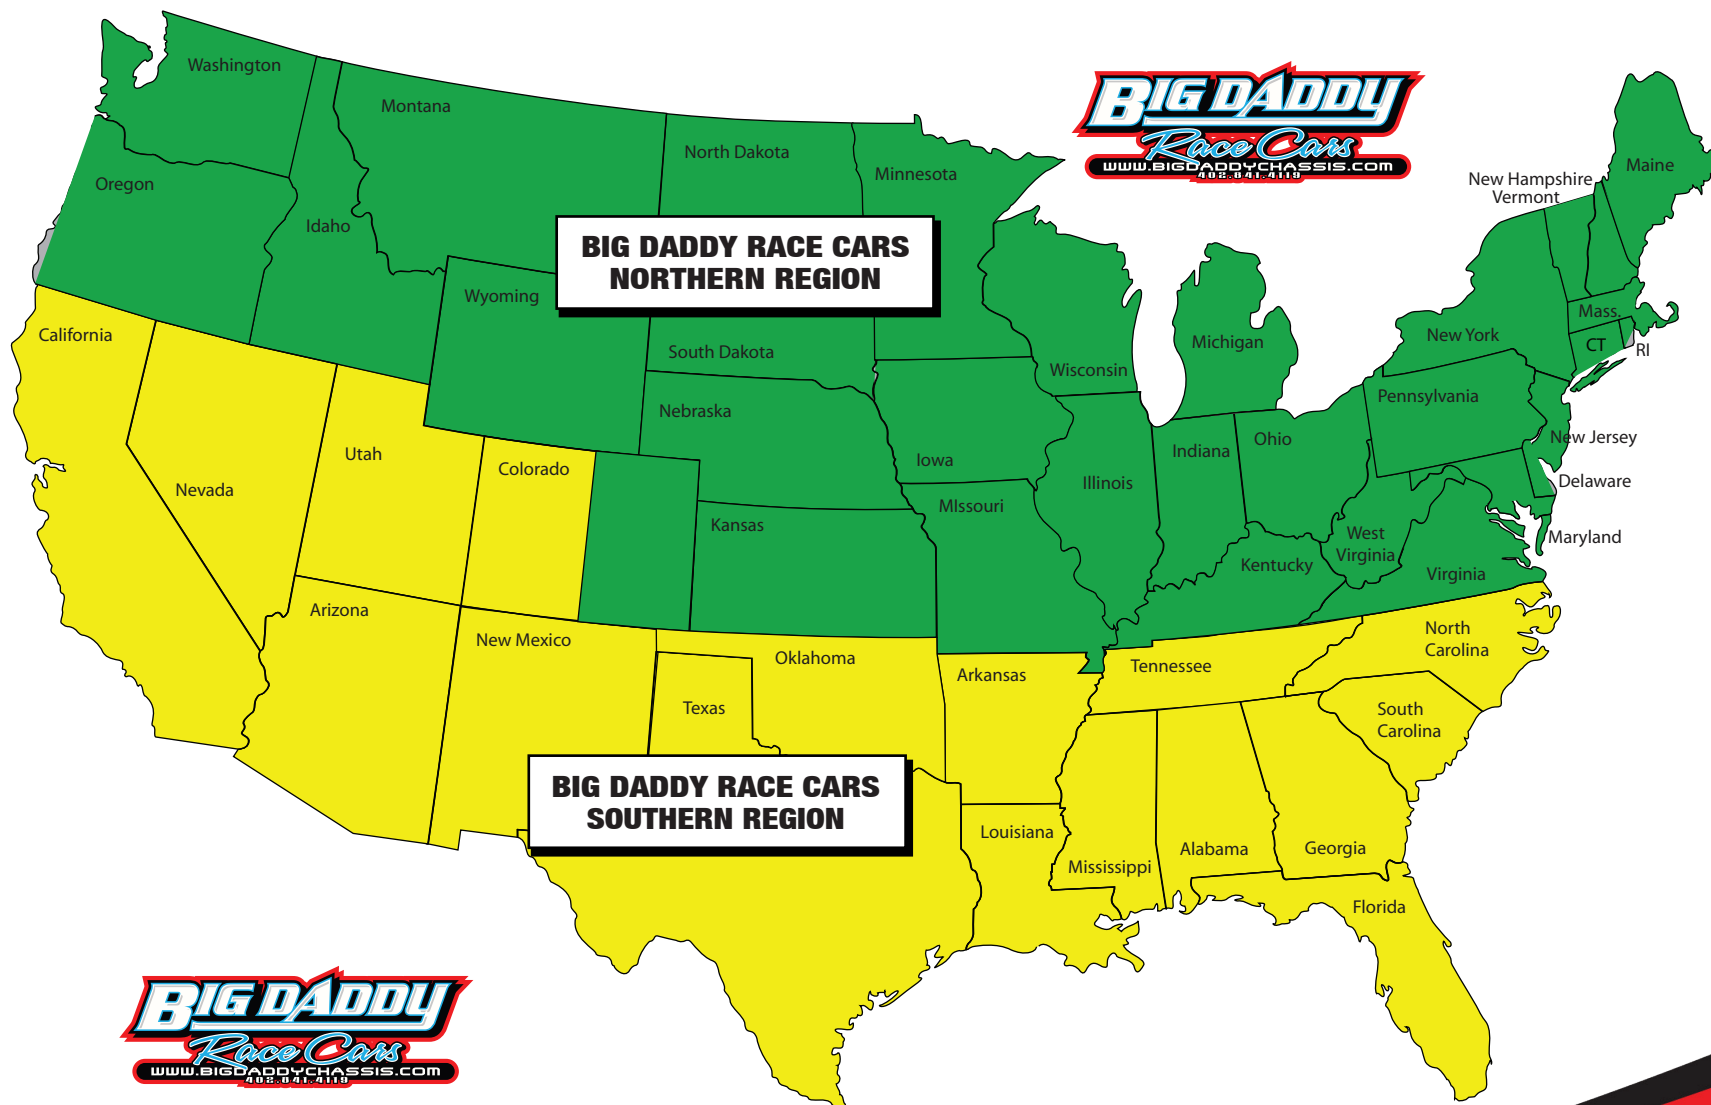 Washington
Montana
North Dakota
Minnesota
BIG DADDY
Race Cars
WWW.BIGDADDYCHASSIS.COM
402.841.4119
Maine
New Hampshire
Vermont
Oregon
Idaho
BIG DADDY RACE CARS
NORTHERN REGION
Wyoming
Mass.
California
New York
Michigan
CT
RI
South Dakota
Wisconsin
Pennsylvania
Nebraska
New Jersey
Ohio
Indiana
Utah
Colorado
Iowa
Illinois
Delaware
Nevada
MIssouri
Kansas
West
Virginia
Maryland
Kentucky
Virginia
Arizona
New Mexico
North
Carolina
Oklahoma
Tennessee
Arkansas
Texas
South
Carolina
BIG DADDY RACE CARS
SOUTHERN REGION
Louisiana
Mississippi
Alabama
Georgia
Florida
BIG DADDY
Race Cars
WWW.BIGDADDYCHASSIS.COM
402.841.4119